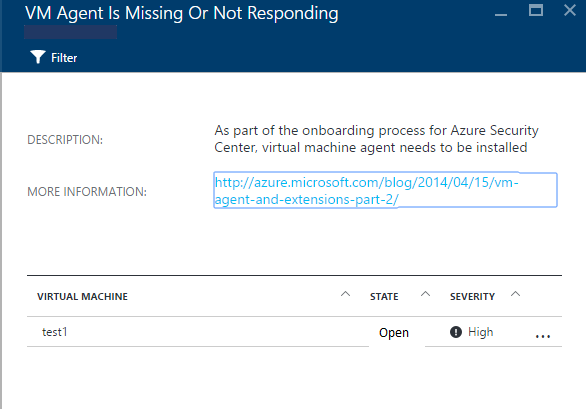 VM Agent Is Missing Or Not Responding
Filter
DESCRIPTION:
As part of the onboarding process for Azure Security
Center, virtual machine agent needs to be installed
MORE INFORMATION:
http://azure.microsoft.com/blog/2014/04/15/vm-
agent-and-extensions-part-2/
VIRTUAL MACHINE STATE SEVERITY
test1 Open High ...